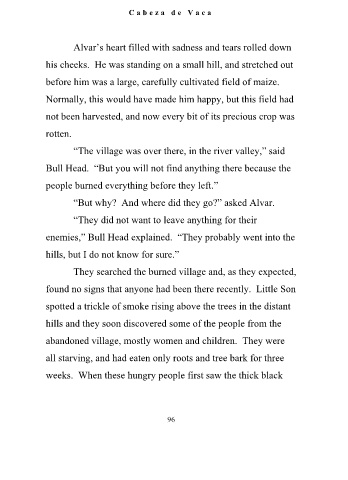 Cabeza de Vaca
Alvar's heart filled with sadness and tears rolled down
his cheeks.  He was standing on a small hill, and stretched out
before him was a large, carefully cultivated field of maize.
Normally, this would have made him happy, but this field had
not been harvested, and now every bit of its precious crop was
rotten.
“The village was over there, in the river valley,” said
Bull Head.  “But you will not find anything there because the
people burned everything before they left.”
“But why?  And where did they go?” asked Alvar.
“They did not want to leave anything for their
enemies,” Bull Head explained.  “They probably went into the
hills, but I do not know for sure.”
They searched the burned village and, as they expected,
found no signs that anyone had been there recently.  Little Son
spotted a trickle of smoke rising above the trees in the distant
hills and they soon discovered some of the people from the
abandoned village, mostly women and children.  They were
all starving, and had eaten only roots and tree bark for three
weeks.  When these hungry people first saw the thick black
96